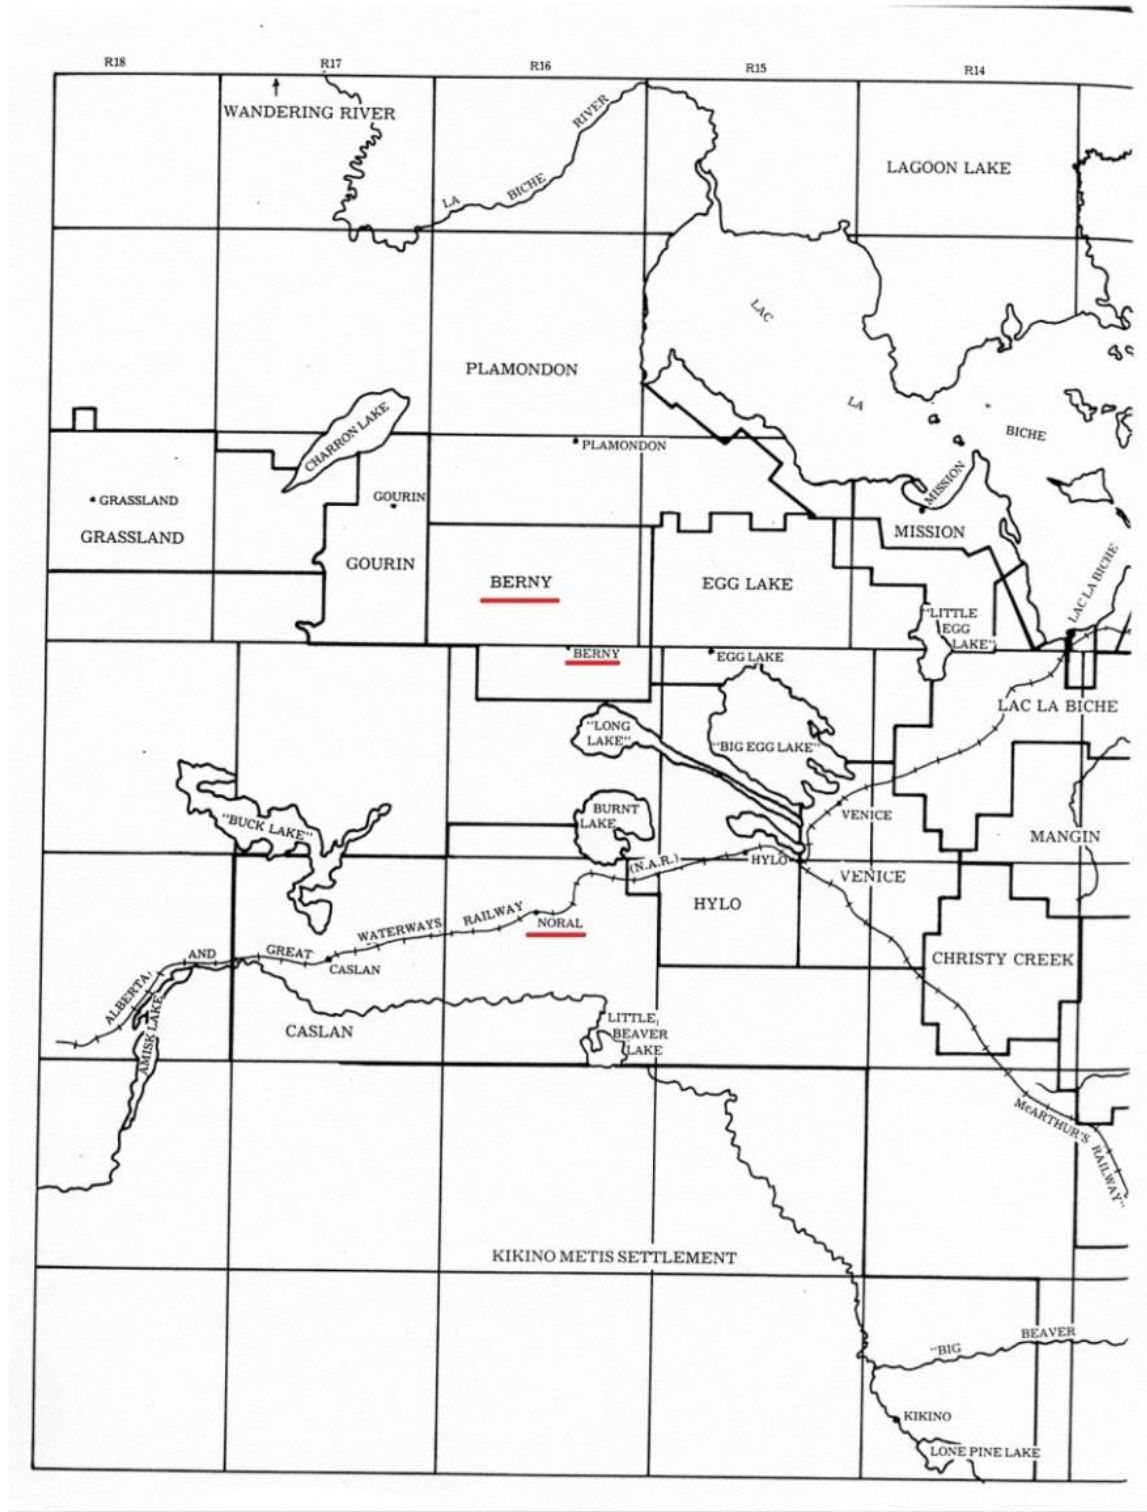 R18
R17
R16
R15
R14
WANDERING RIVER
LA BICHE RIVER
LAGOON LAKE
LAC
LA
BICHE
PLAMONDON
CHARRON LAKE
PLAMONDON
GRASSLAND
GRASSLAND
GOURIN
GOURIN
MISSION
MISSION
BERNY
EGG LAKE
LAC LA BICHE
"LITTLE
EGG
LAKE"
BERNY
EGG LAKE
LAC LA BICHE
"LONG
LAKE"
"BIG EGG LAKE"
"BUCK LAKE"
BURNT
LAKE
VENICE
MANGIN
(N.A.R.)
HYLO
VENICE
HYLO
NORAL
ALBERTA AND GREAT WATERWAYS RAILWAY
CASLAN
CHRISTY CREEK
AMISK LAKE
CASLAN
LITTLE
BEAVER
LAKE
McARTHUR'S RAILWAY"
KIKINO METIS SETTLEMENT
"BIG BEAVER
KIKINO
LONE PINE LAKE